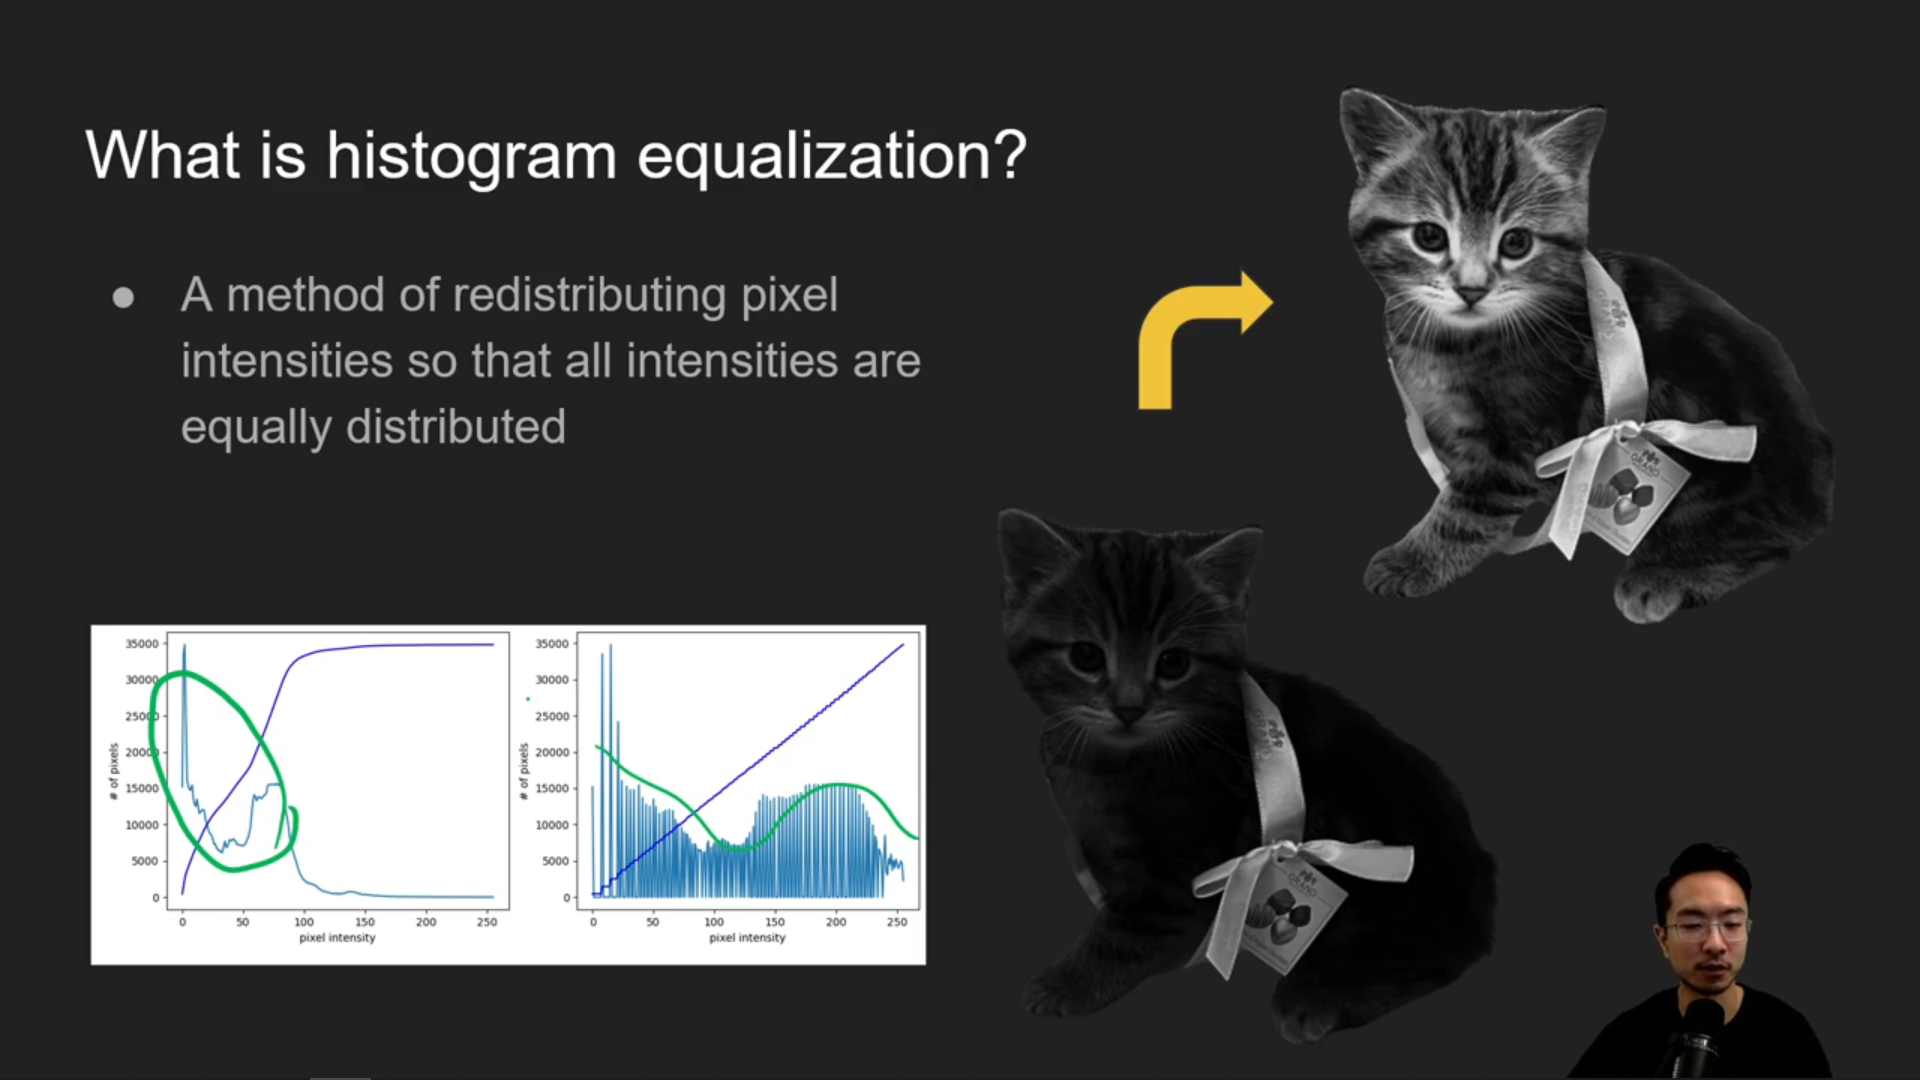 What is histogram equalization?
● A method of redistributing pixel
intensities so that all intensities are
equally distributed
GRAND
35000
30000
25000
20000
15000
10000
5000
0
# of pixels
0 50 100 150 200 250
pixel intensity
35000
30000
25000
20000
15000
10000
5000
0
# of pixels
0 50 100 150 200 250
pixel intensity
GRAND